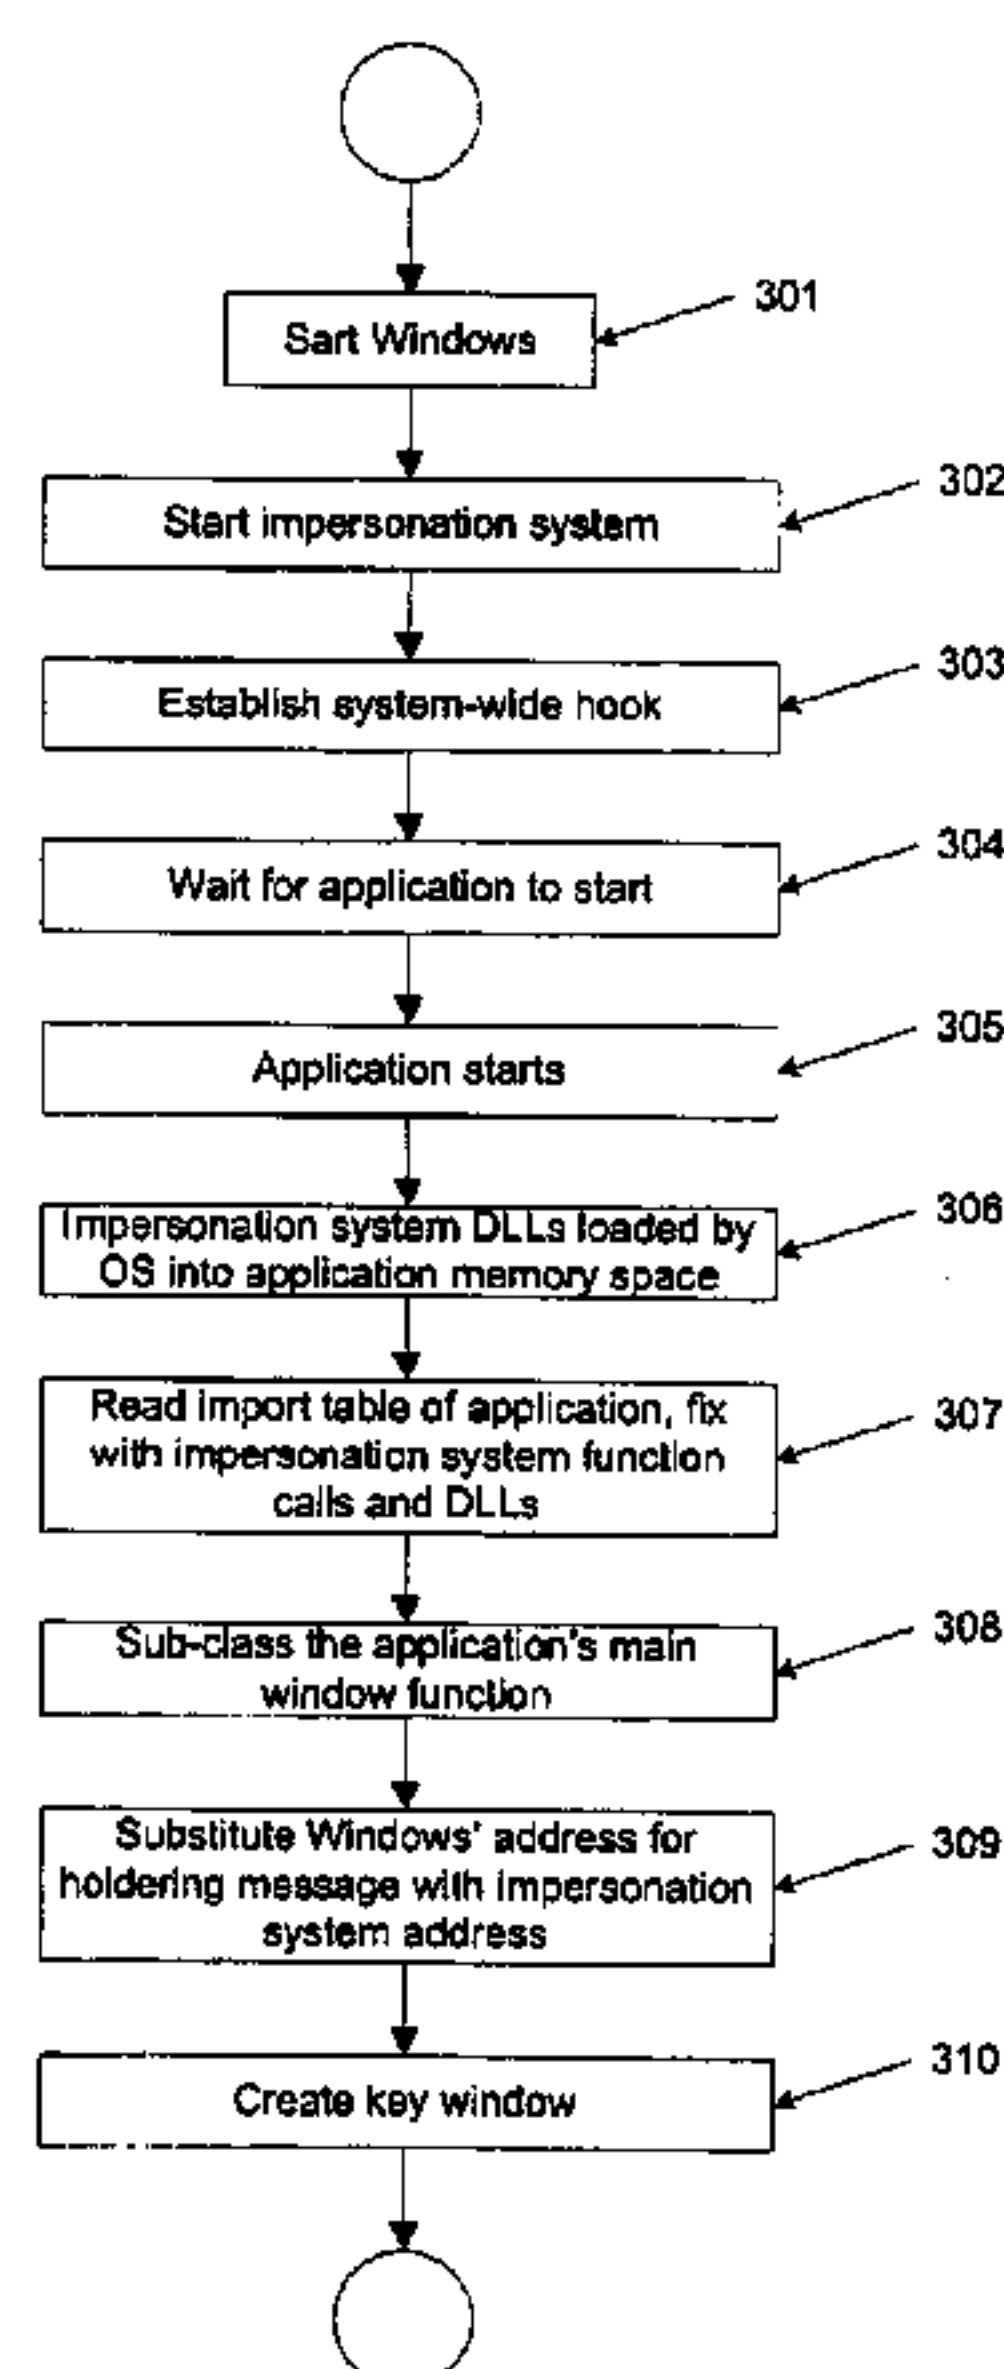 301
Sart Windows
302
Start impersonation system
303
Establish system-wide hook
304
Wait for application to start
305
Application starts
306
Impersonation system DLLs loaded by
OS into application memory space
307
Read import table of application, fix
with impersonation system function
calls and DLLs
308
Sub-class the application's main
window function
309
Substitute Windows' address for
holdering message with impersonation
system address
310
Create key window